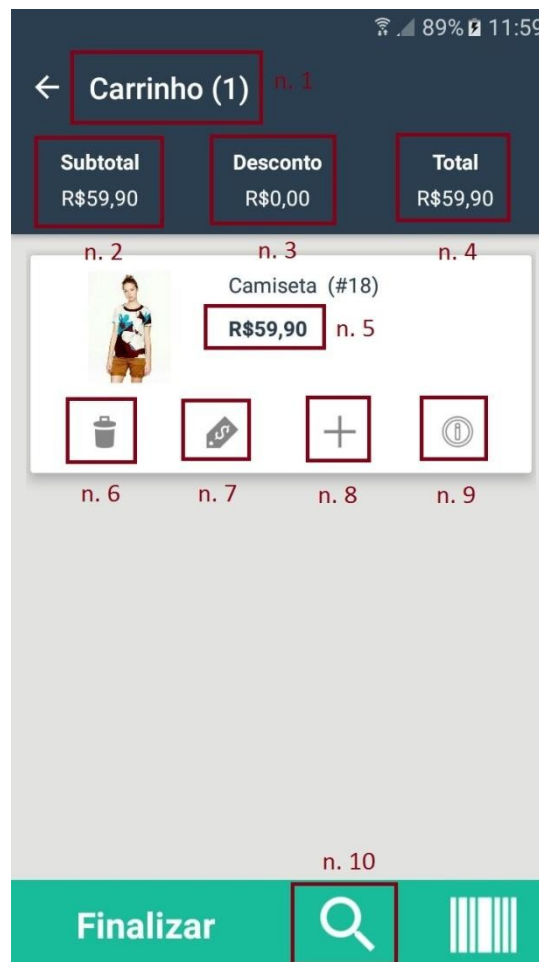 89% 11:59
Carrinho (1) n. 1
Subtotal Desconto Total
R$59,90 R$0,00 R$59,90
n. 2 n. 3 n. 4
Camiseta (#18)
R$59,90 n. 5
n. 6 n. 7 n. 8 n. 9
n. 10
Finalizar